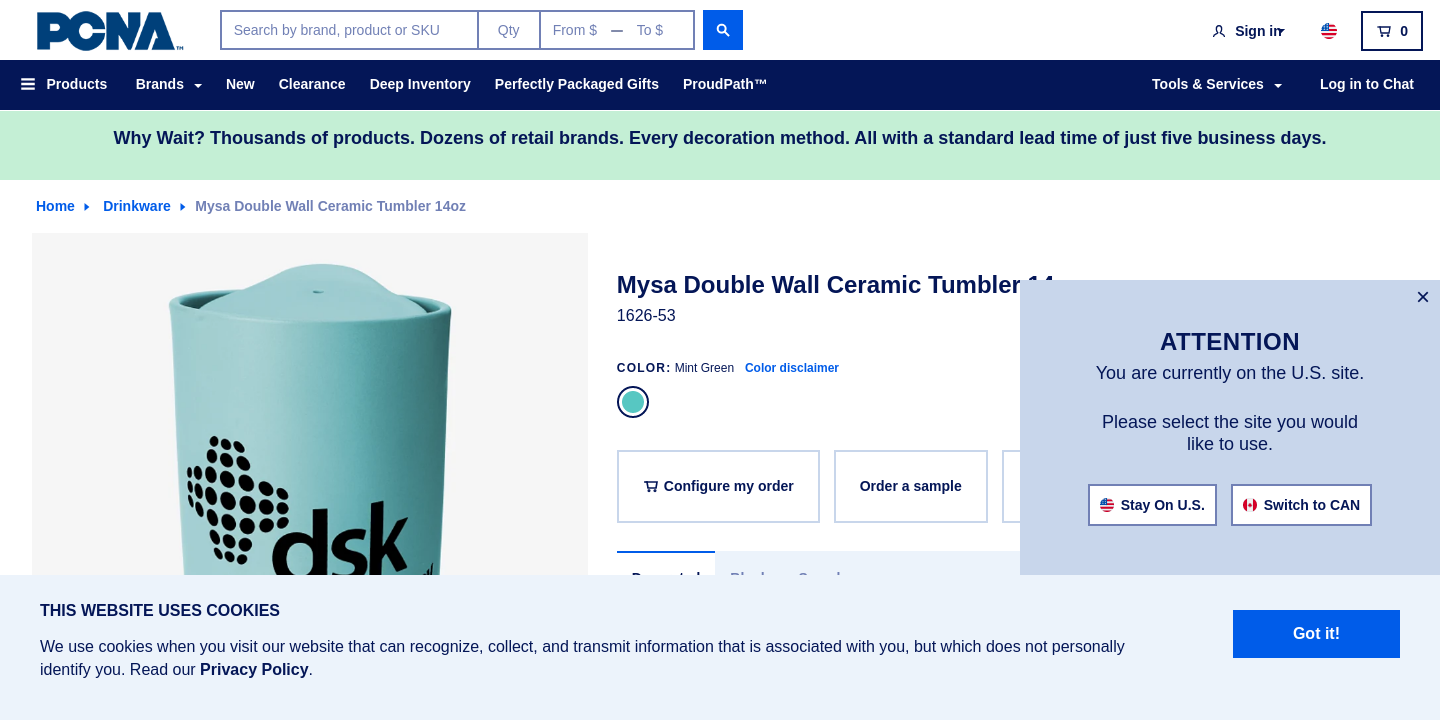 PCNA™
Search by brand, product or SKU
Qty
From $
To $
Sign in
0
Products
Brands
New
Clearance
Deep Inventory
Perfectly Packaged Gifts
ProudPath™
Tools & Services
Log in to Chat
Why Wait? Thousands of products. Dozens of retail brands. Every decoration method. All with a standard lead time of just five business days.
Home
Drinkware
Mysa Double Wall Ceramic Tumbler 14oz
dsk
Mysa Double Wall Ceramic Tumbler 14
1626-53
COLOR: Mint Green Color disclaimer
Configure my order
Order a sample
×
ATTENTION
You are currently on the U.S. site.
Please select the site you would
like to use.
Stay On U.S.
Switch to CAN
THIS WEBSITE USES COOKIES
We use cookies when you visit our website that can recognize, collect, and transmit information that is associated with you, but which does not personally
identify you. Read our Privacy Policy.
Got it!